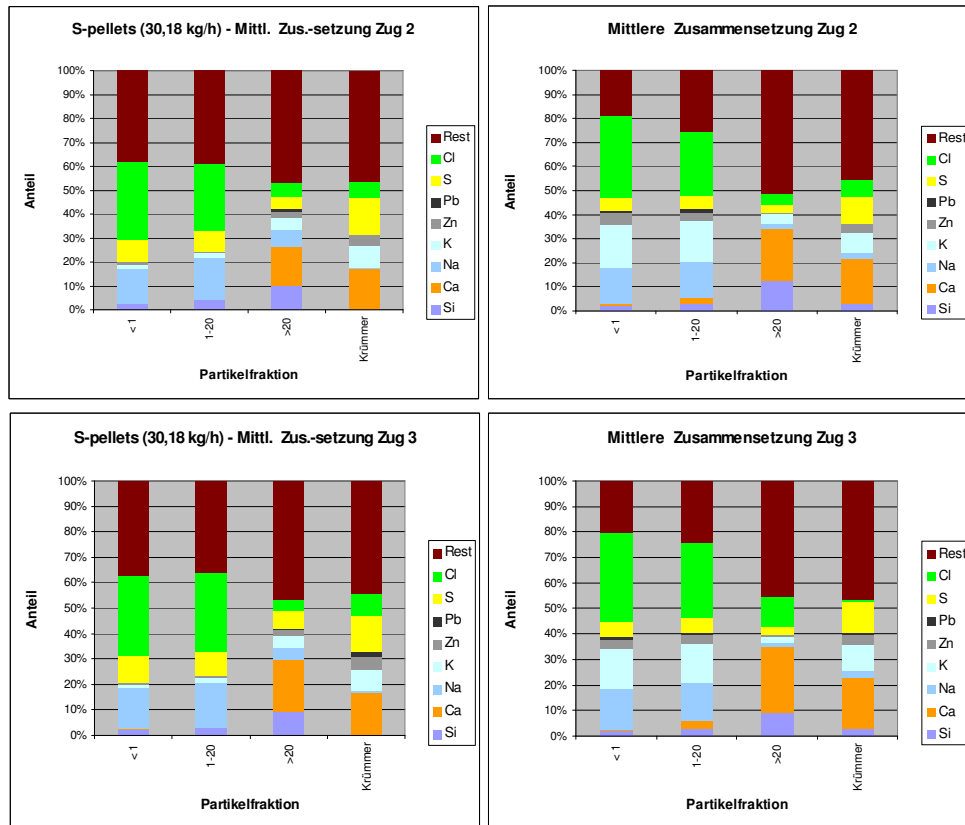 S-pellets (30,18 kg/h) - Mittl. Zus.-setzung Zug 2
100%
90%
80%
70%
60%
50%
40%
30%
20%
10%
0%
Anteil
< 1
1-20
>20
Krümmer
Partikelfraktion
Rest
Cl
S
Pb
Zn
K
Na
Ca
Si
Mittlere Zusammensetzung Zug 2
100%
90%
80%
70%
60%
50%
40%
30%
20%
10%
0%
Anteil
< 1
1-20
>20
Krümmer
Partikelfraktion
Rest
Cl
S
Pb
Zn
K
Na
Ca
Si
S-pellets (30,18 kg/h) - Mittl. Zus.-setzung Zug 3
100%
90%
80%
70%
60%
50%
40%
30%
20%
10%
0%
Anteil
< 1
1-20
>20
Krümmer
Partikelfraktion
Rest
Cl
S
Pb
Zn
K
Na
Ca
Si
Mittlere Zusammensetzung Zug 3
100%
90%
80%
70%
60%
50%
40%
30%
20%
10%
0%
Anteil
< 1
1-20
>20
Krümmer
Partikelfraktion
Rest
Cl
S
Pb
Zn
K
Na
Ca
Si